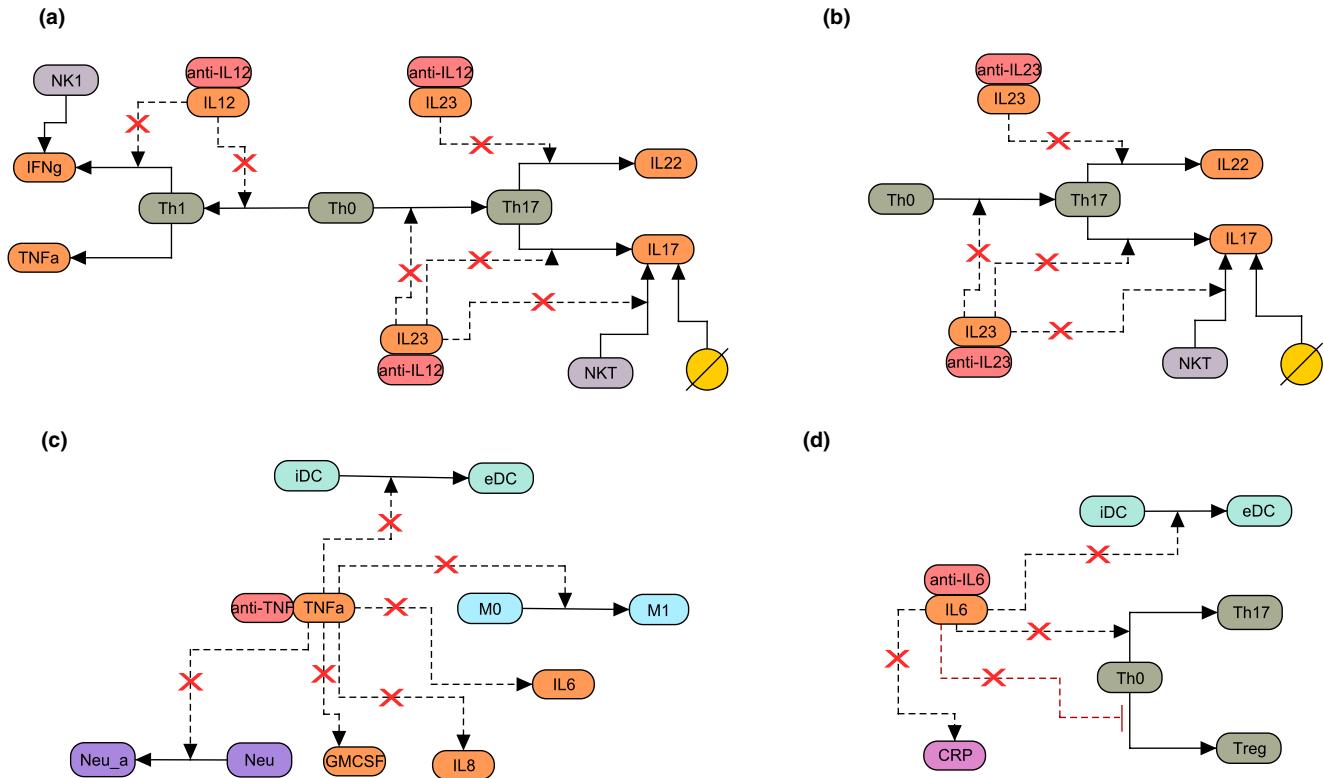 (a)
NK1
anti-IL12
IL12
IFNg
TNFa
Th1
Th0
anti-IL12
IL23
Th17
IL22
IL17
IL23
anti-IL12
NKT
(b)
anti-IL23
IL23
Th0
Th17
IL22
IL17
IL23
anti-IL23
NKT
(c)
iDC
eDC
anti-TNF
TNFa
M0
M1
IL6
Neu_a
Neu
GMCSF
IL8
(d)
iDC
eDC
anti-IL6
IL6
Th17
Th0
CRP
Treg